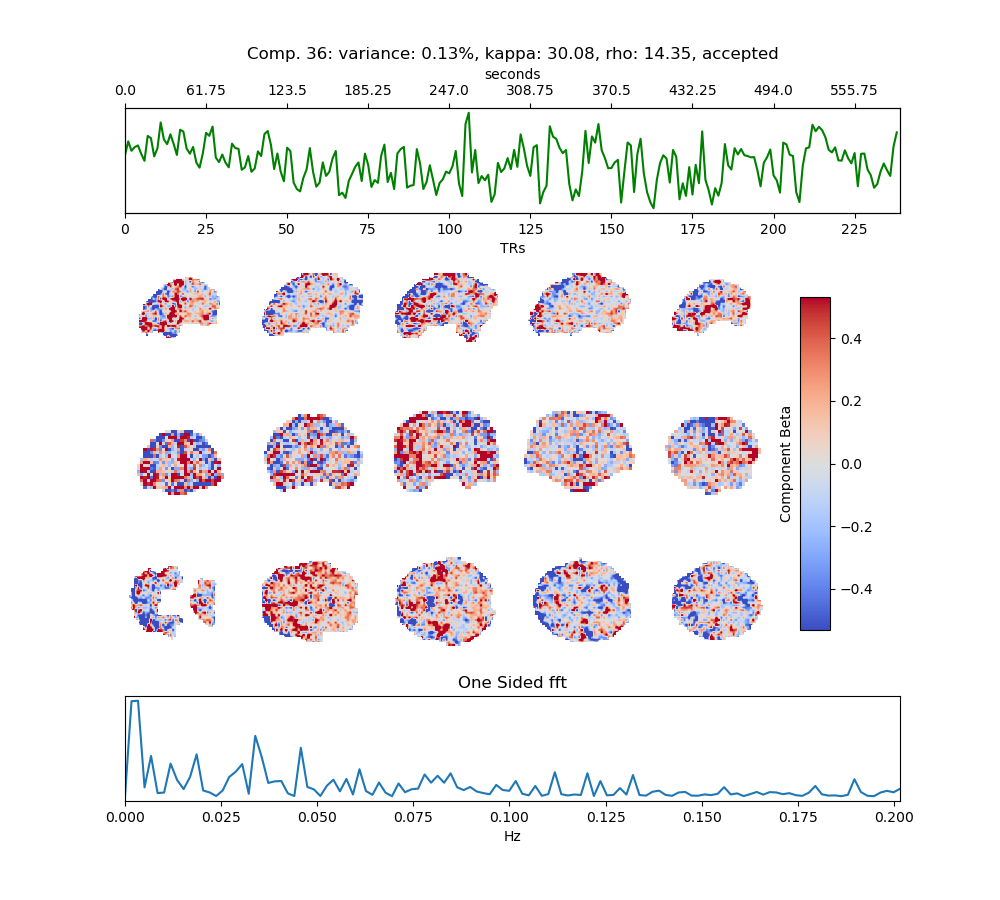 Comp. 36: variance: 0.13%, kappa: 30.08, rho: 14.35, accepted
seconds
0.0 61.75 123.5 185.25 247.0 308.75 370.5 432.25 494.0 555.75
0 25 50 75 100 125 150 175 200 225
TRs
0.4
0.2
0.0
−0.2
−0.4
Component Beta
One Sided fft
0.000 0.025 0.050 0.075 0.100 0.125 0.150 0.175 0.200
Hz